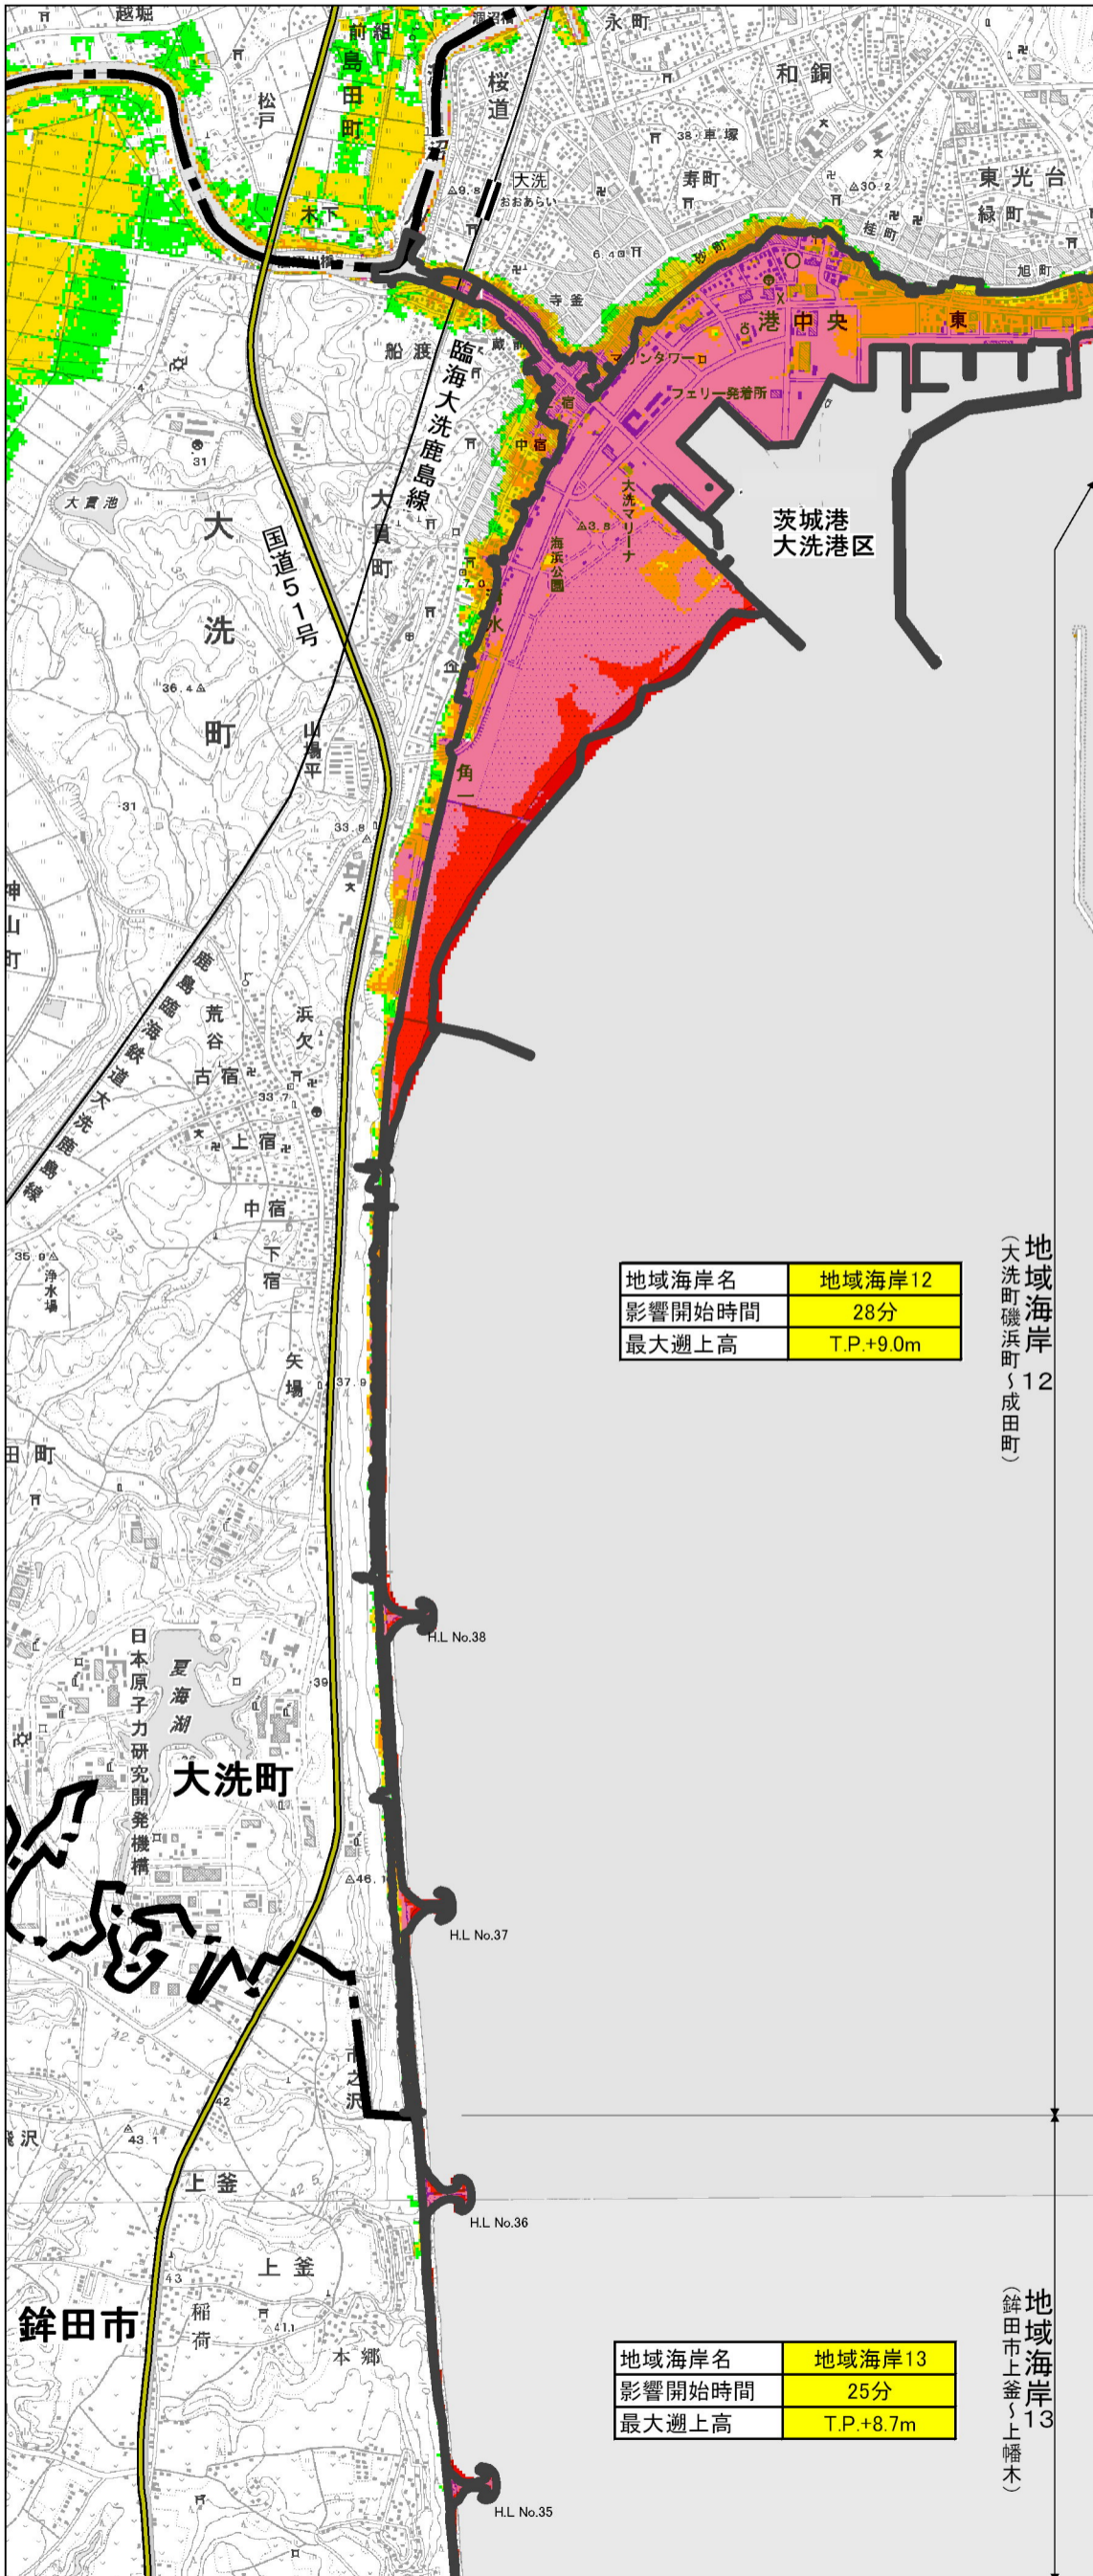 越堀
前組
島田町
松戸
桜道
永町
和銅
38 車塚
寿町
△30.2
東光台
緑町
桂町
旭町
大洗
おおあらい
△9.8
木下
6.4
寺釜
港中央
東
船渡
蔵前
マリンタワー
フェリー発着所
宿
中宿
臨海大洗鹿島線
大洗マリーナ
△3.8
海浜公園
茨城港
大洗港区
31
大貫池
大洗町
国道51号
大貫町
36.4△
山場平
角一
31
33.8
神山町
鹿島臨海鉄道大洗鹿島線
荒谷
浜欠
古宿
33.7
上宿
中宿
下宿
35.9△
浄水場
32.5
矢場
37.9
田町
地域海岸名 地域海岸12
影響開始時間 28分
最大遡上高 T.P.+9.0m
地域海岸 12
（大洗町磯浜町～成田町）
H.L No.38
日本原子力研究開発機構
夏海湖
39
大洗町
△46.1
H.L No.37
42.5
市之沢
42
△43.1
上釜
42.5
H.L No.36
上釜
43
稲荷
△41.1
鉾田市
本郷
地域海岸名 地域海岸13
影響開始時間 25分
最大遡上高 T.P.+8.7m
地域海岸13
（鉾田市上釜～上幡木）
H.L No.35